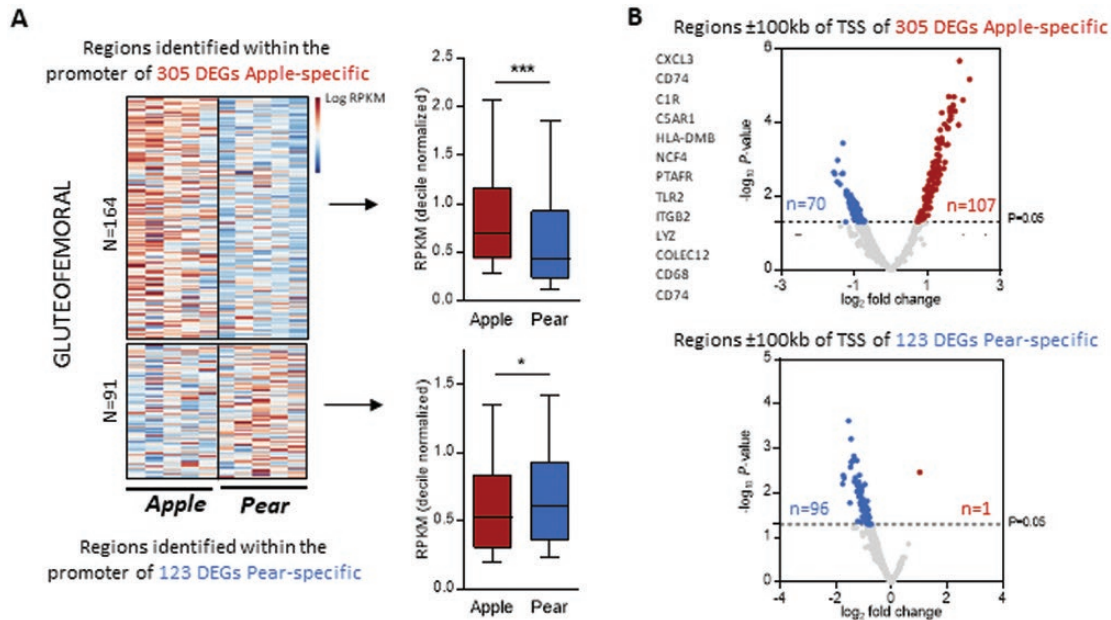 A
Regions identified within the
promoter of 305 DEGs Apple-specific
Log RPKM
GLUTEOFEMORAL
N=164
N=91
Apple
Pear
Regions identified within the
promoter of 123 DEGs Pear-specific
RPKM (decile normalized)
2.5
2.0
1.5
1.0
0.5
0.0
***
Apple
Pear
RPKM (decile normalized)
1.5
1.0
0.5
0.0
*
Apple
Pear
B
Regions ±100kb of TSS of 305 DEGs Apple-specific
CXCL3
CD74
C1R
C5AR1
HLA-DMB
NCF4
PTAFR
TLR2
ITGB2
LYZ
COLEC12
CD68
CD74
6
4
2
0
P-value
n=70
n=107
P=0.05
-3
-1
1
3
log2 fold change
Regions ±100kb of TSS of 123 DEGs Pear-specific
5
4
3
2
1
0
P-value
n=96
n=1
P=0.05
-4
-2
0
2
4
log2 fold change